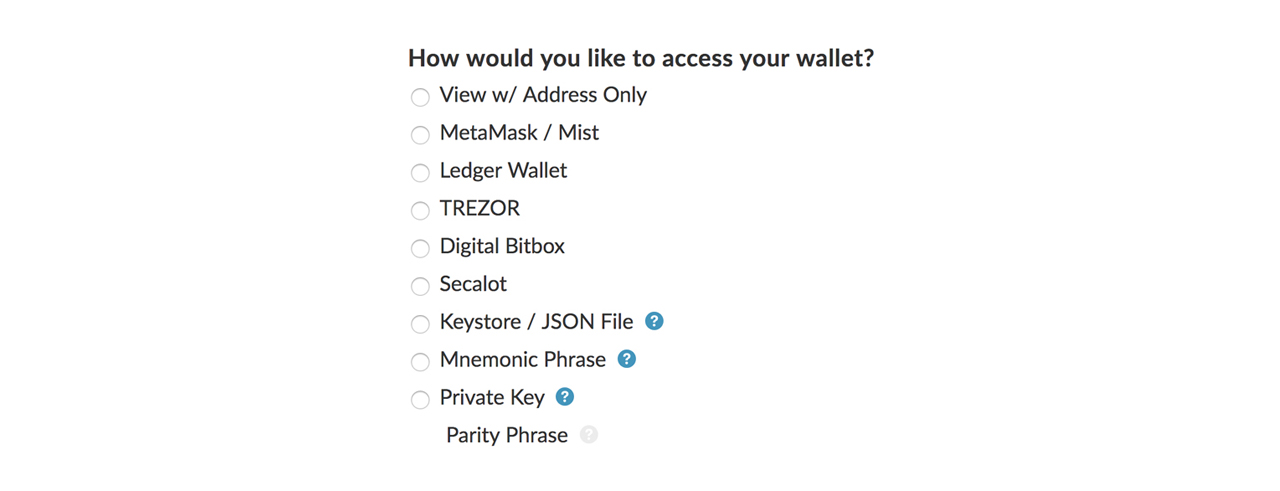 How would you like to access your wallet?
View w/ Address Only
MetaMask / Mist
Ledger Wallet
TREZOR
Digital Bitbox
Secalot
Keystore / JSON File ?
Mnemonic Phrase ?
Private Key ?
Parity Phrase ?